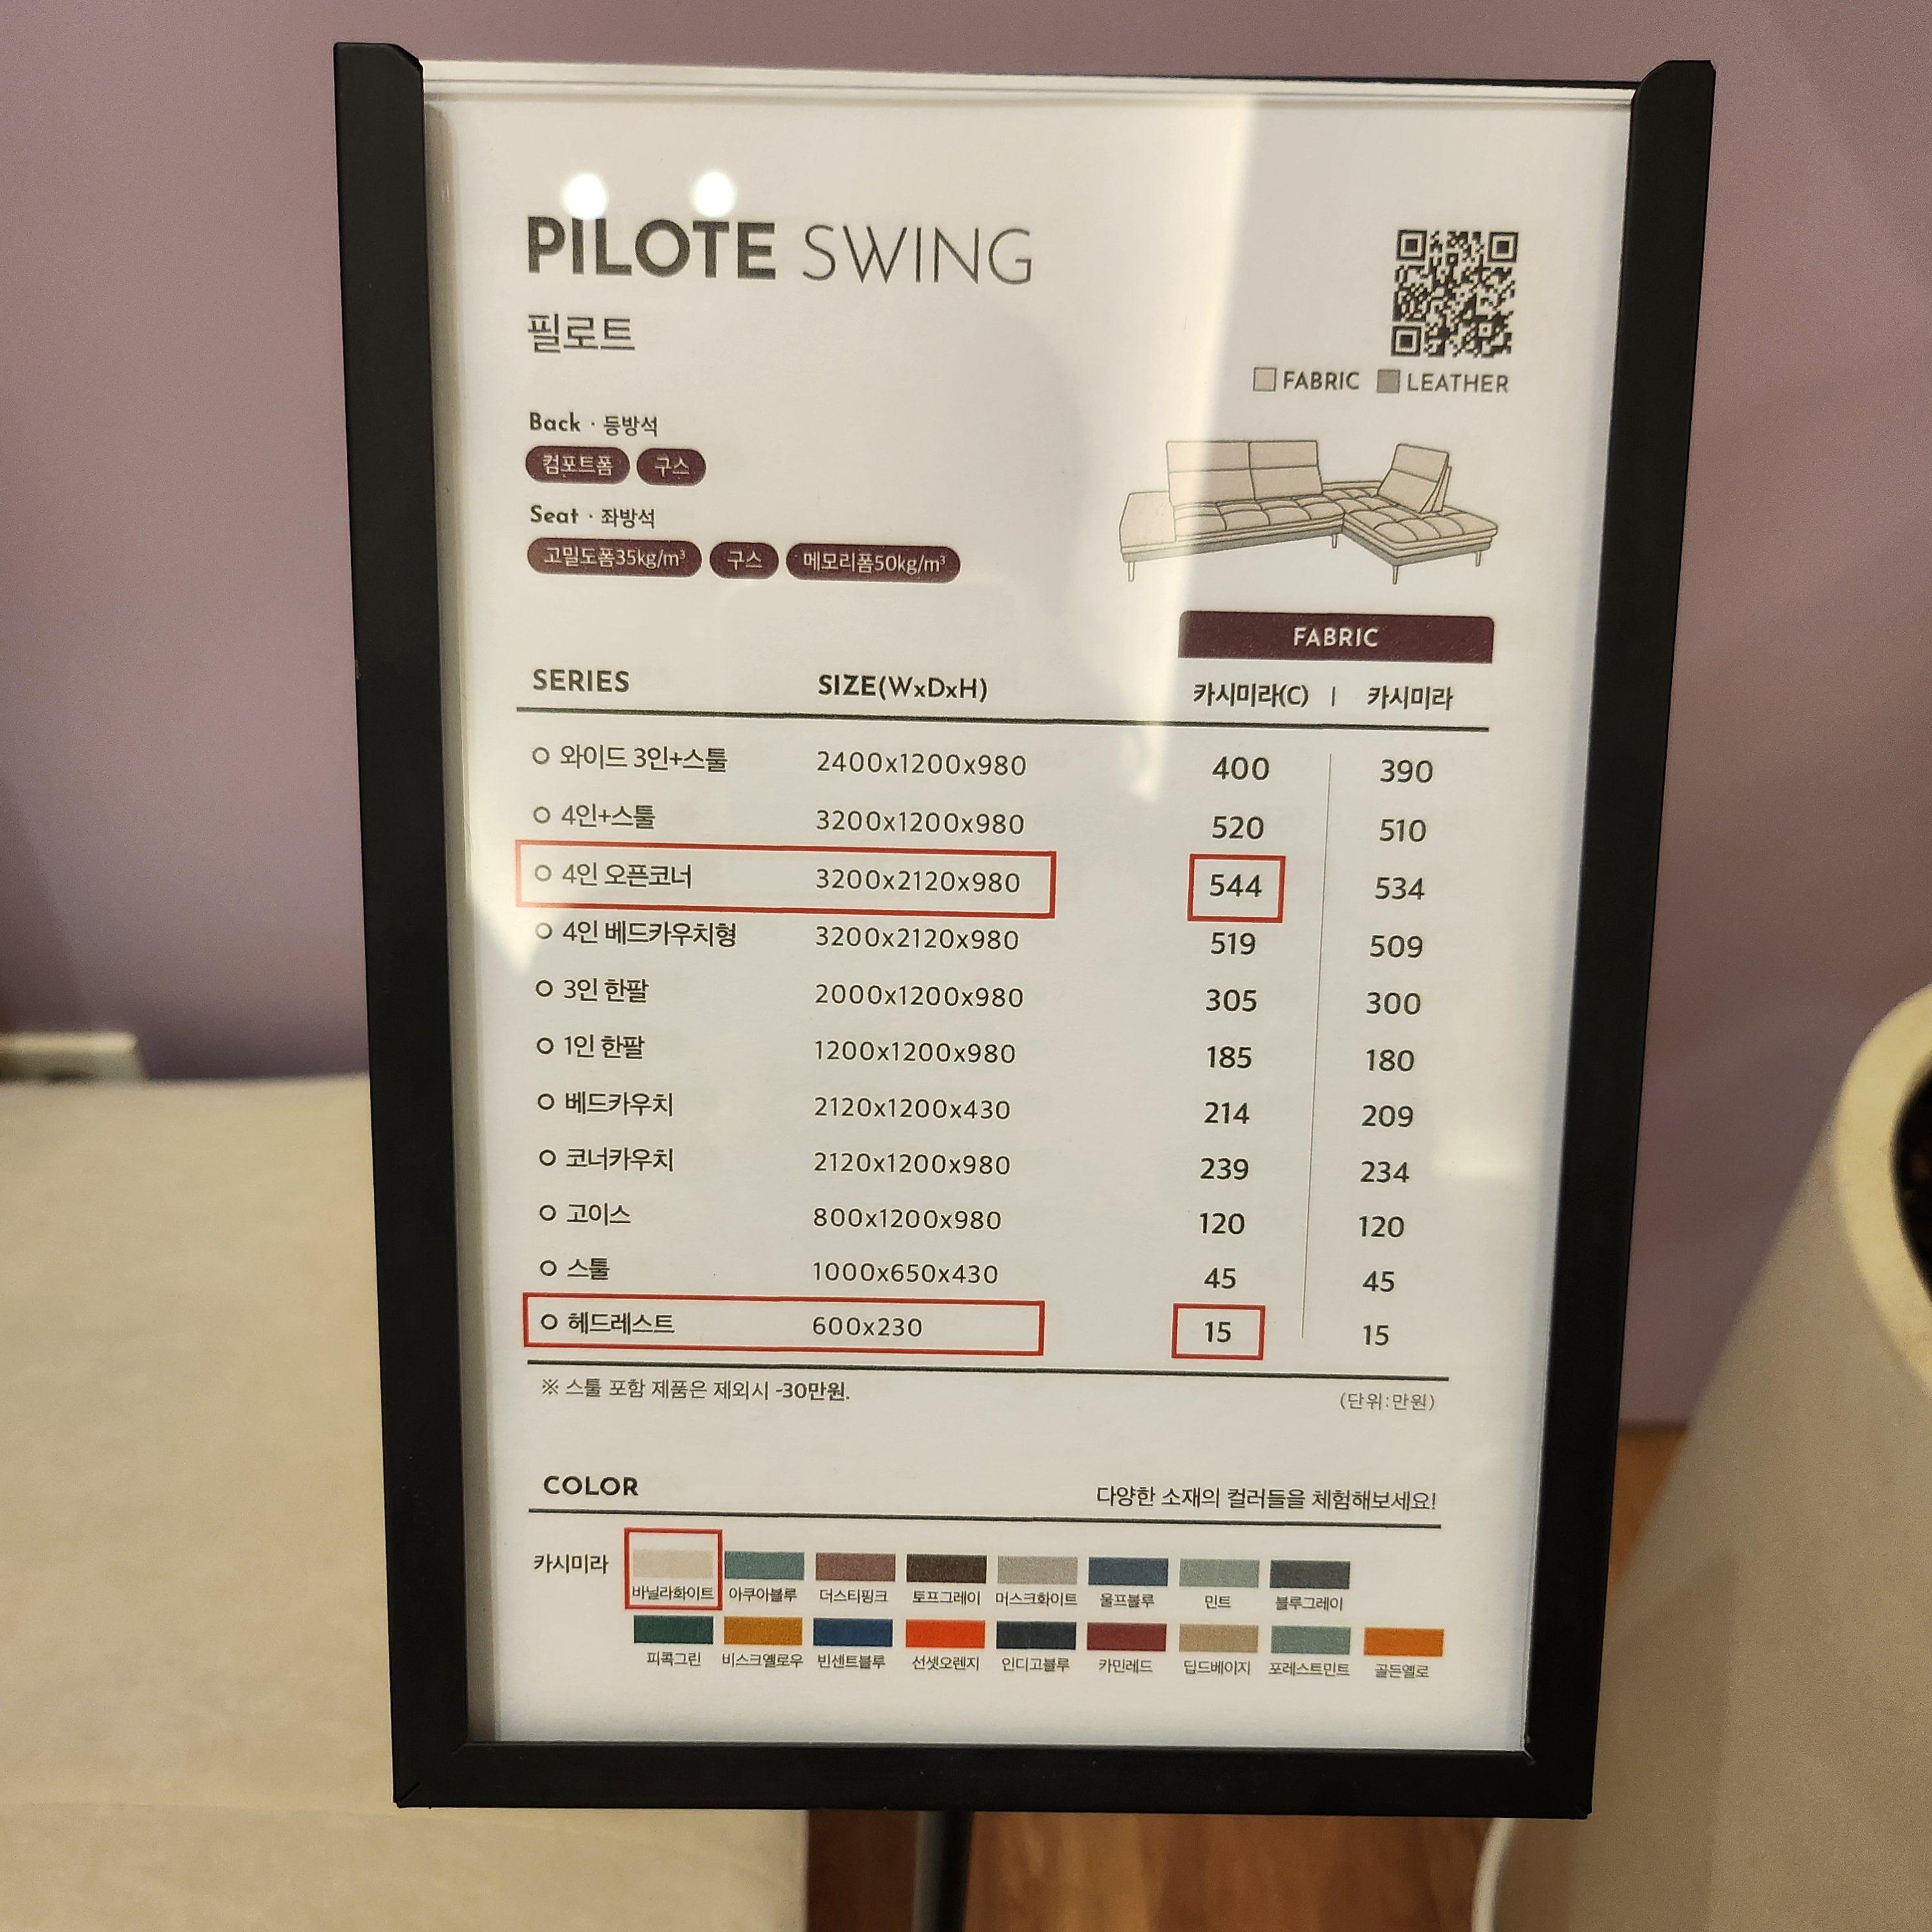 PILOTE SWING
필로트
FABRIC LEATHER
Back · 등방석
컴포트폼 구스
Seat · 좌방석
고밀도폼35kg/m³ 구스 메모리폼50kg/m³
FABRIC
SERIES SIZE(WxDxH) 카시미라(C) | 카시미라
와이드 3인+스툴 2400x1200x980 400 390
4인+스툴 3200x1200x980 520 510
4인 오픈코너 3200x2120x980 544 534
4인 베드카우치형 3200x2120x980 519 509
3인 한팔 2000x1200x980 305 300
1인 한팔 1200x1200x980 185 180
베드카우치 2120x1200x430 214 209
코너카우치 2120x1200x980 239 234
고이스 800x1200x980 120 120
스툴 1000x650x430 45 45
헤드레스트 600x230 15 15
※ 스툴 포함 제품은 제외시 -30만원. (단위:만원)
COLOR 다양한 소재의 컬러들을 체험해보세요!
카시미라
바닐라화이트 아쿠아블루 더스티핑크 토프그레이 머스크화이트 울프블루 민트 블루그레이
피콕그린 비스크옐로우 빈센트블루 선셋오렌지 인디고블루 카민레드 딥드베이지 포레스트민트 골든옐로